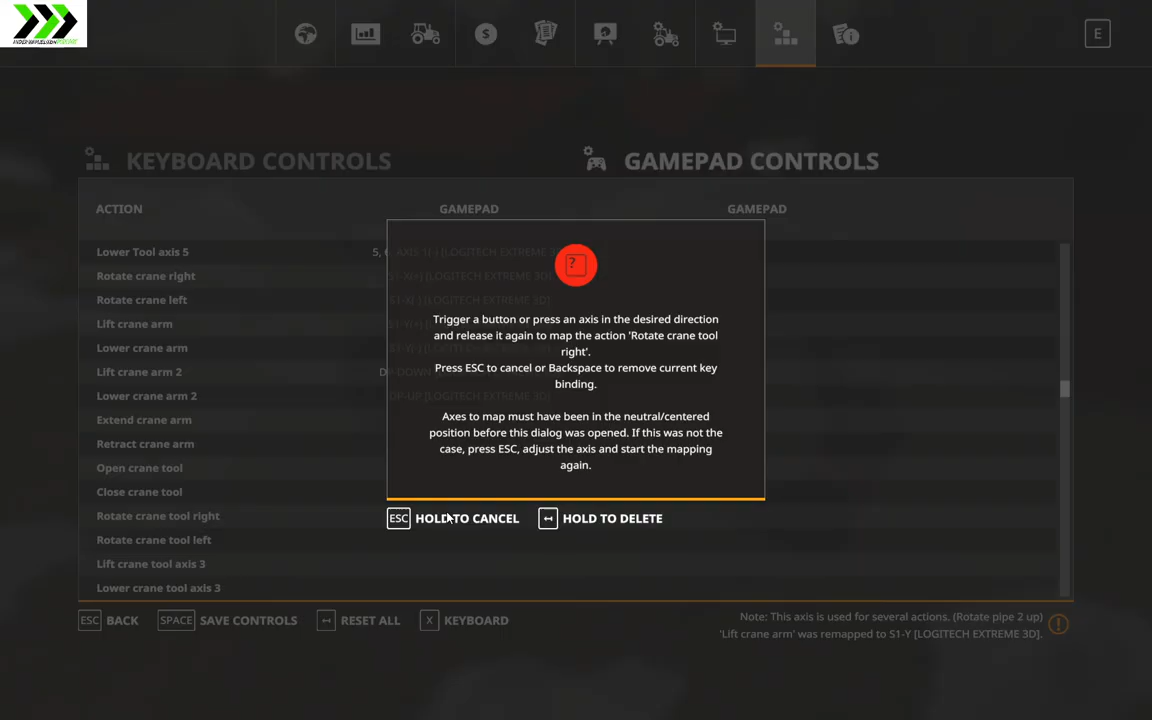 E
KEYBOARD CONTROLS
GAMEPAD CONTROLS
ACTION
GAMEPAD
GAMEPAD
Lower Tool axis 5
Rotate crane right
Rotate crane left
Lift crane arm
Lower crane arm
Lift crane arm 2
Lower crane arm 2
Extend crane arm
Retract crane arm
Open crane tool
Close crane tool
Rotate crane tool right
Rotate crane tool left
Lift crane tool axis 3
Lower crane tool axis 3
?
Trigger a button or press an axis in the desired direction
and release it again to map the action 'Rotate crane tool
right'.
Press ESC to cancel or Backspace to remove current key
binding.
Axes to map must have been in the neutral/centered
position before this dialog was opened. If this was not the
case, press ESC, adjust the axis and start the mapping
again.
ESC HOLD TO CANCEL
HOLD TO DELETE
ESC BACK
SPACE SAVE CONTROLS
RESET ALL
X KEYBOARD
Note: This axis is used for several actions. (Rotate pipe 2 up)
'Lift crane arm' was remapped to S1-Y [LOGITECH EXTREME 3D].